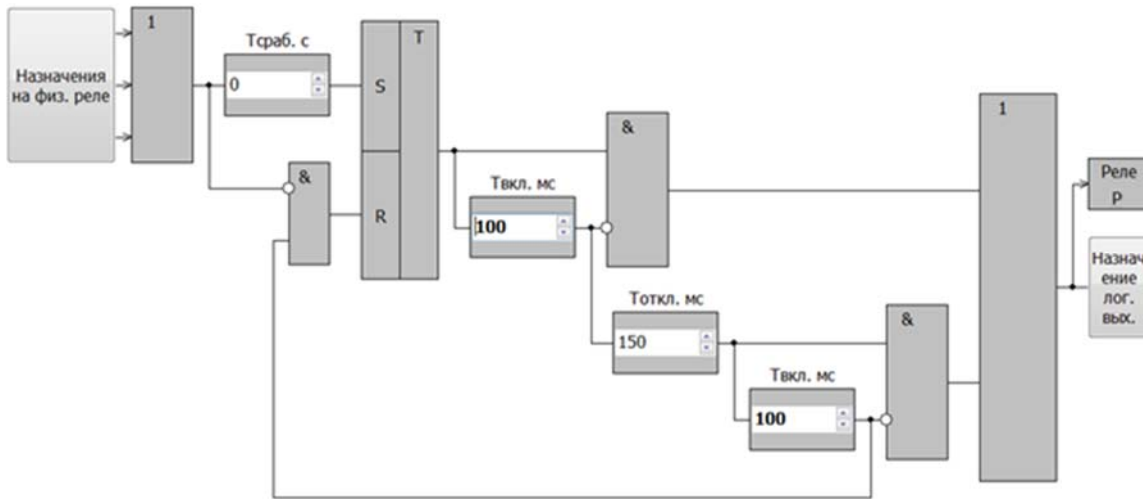 Назначения
на физ. реле
1
Тсраб. с
0
&
S
R
T
Твкл. мс
100
&
Тоткл. мс
150
Твкл. мс
100
&
1
Реле
Р
Назнач
ение
лог.
вых.